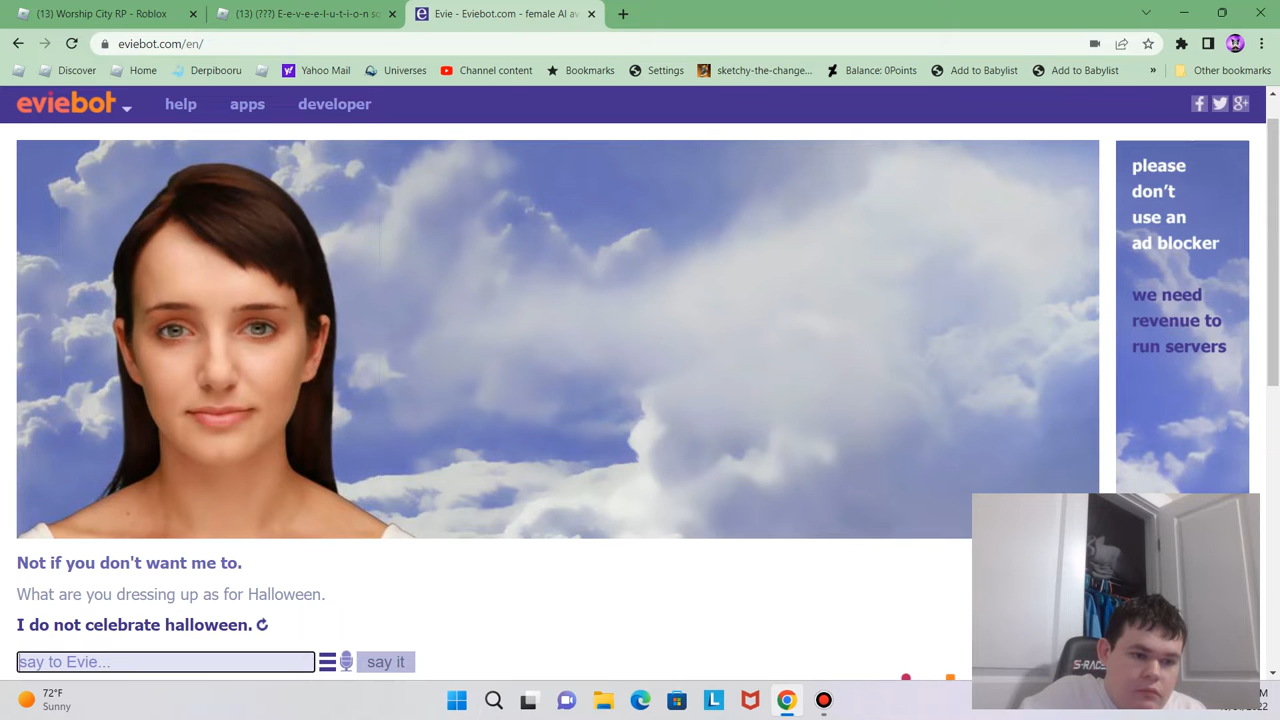 (13) Worship City RP - Roblox
(13) (???) E-e-v-e-e-l-u-t-i-o-n sq
Evie - Eviebot.com - female AI av
eviebot.com/en/
Discover
Home
Derpibooru
Yahoo Mail
Universes
Channel content
Bookmarks
Settings
sketchy-the-change...
Balance: 0Points
Add to Babylist
Add to Babylist
»
Other bookmarks
eviebot
help
apps
developer
please
don't
use an
ad blocker
we need
revenue to
run servers
Not if you don't want me to.
What are you dressing up as for Halloween.
I do not celebrate halloween.
say to Evie...
say it
S-RAC
72°F
Sunny